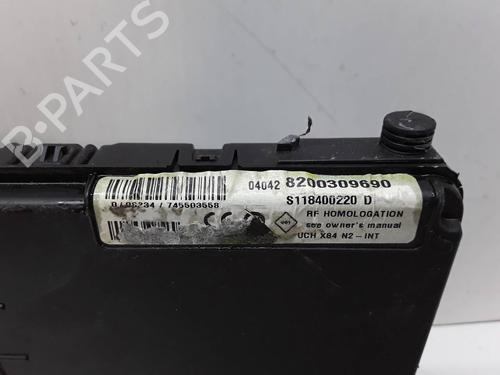 B-PARTS
04042 8200309690
S118400220 D
RF HOMOLOGATION
see owner's manual
UCH X84 N2-INT